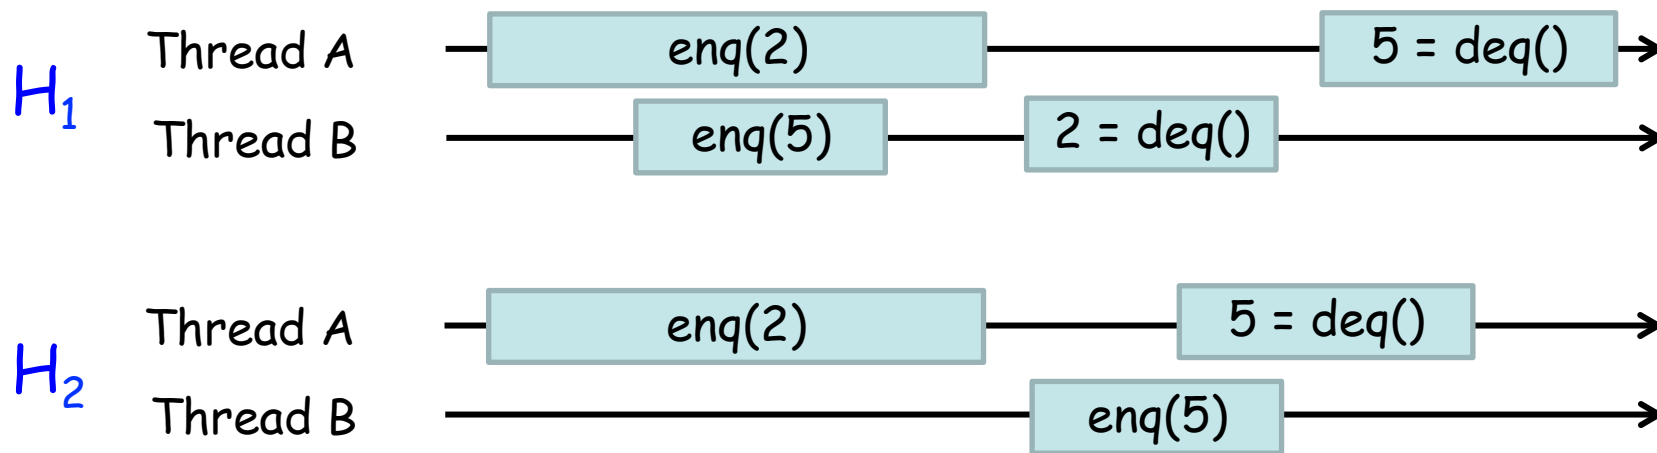 H₁
Thread A enq(2) 5 = deq()
Thread B enq(5) 2 = deq()
H₂
Thread A enq(2) 5 = deq()
Thread B enq(5)